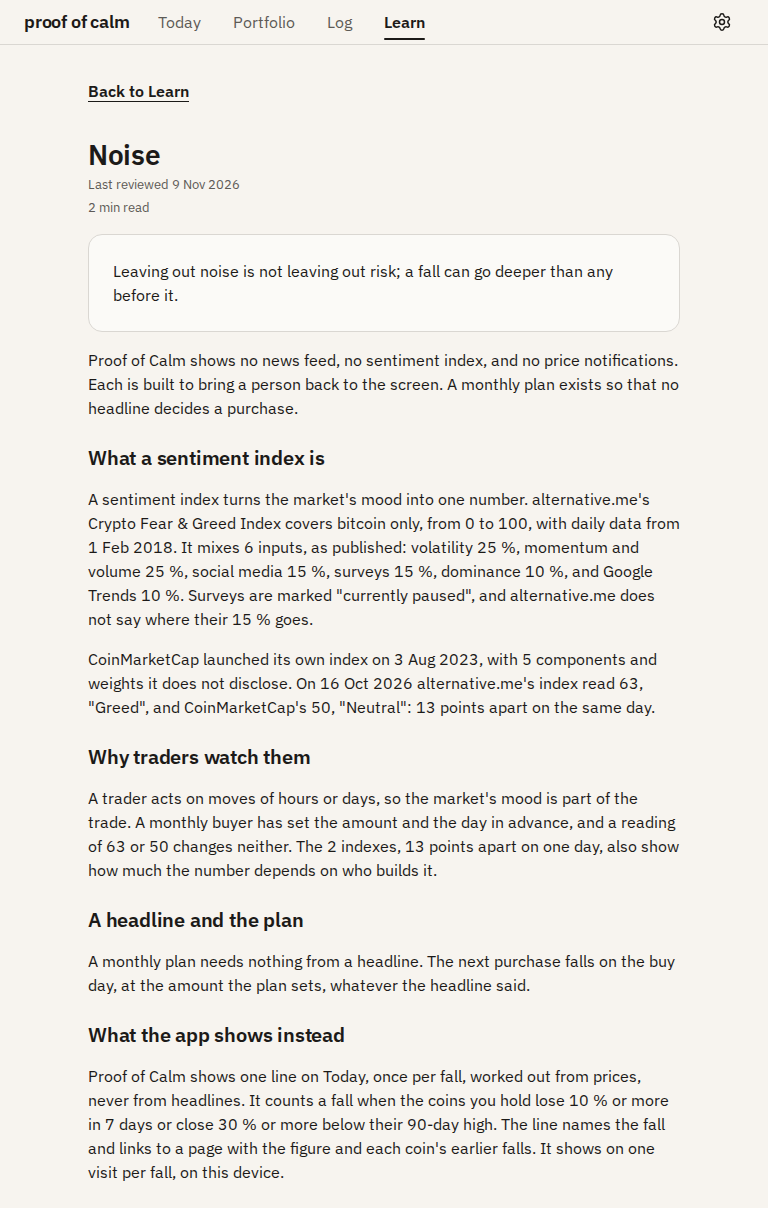 proof of calm Today Portfolio Log Learn
Back to Learn
Noise
Last reviewed 9 Nov 2026
2 min read
Leaving out noise is not leaving out risk; a fall can go deeper than any
before it.
Proof of Calm shows no news feed, no sentiment index, and no price notifications.
Each is built to bring a person back to the screen. A monthly plan exists so that no
headline decides a purchase.
What a sentiment index is
A sentiment index turns the market's mood into one number. alternative.me's
Crypto Fear & Greed Index covers bitcoin only, from 0 to 100, with daily data from
1 Feb 2018. It mixes 6 inputs, as published: volatility 25 %, momentum and
volume 25 %, social media 15 %, surveys 15 %, dominance 10 %, and Google
Trends 10 %. Surveys are marked "currently paused", and alternative.me does
not say where their 15 % goes.
CoinMarketCap launched its own index on 3 Aug 2023, with 5 components and
weights it does not disclose. On 16 Oct 2026 alternative.me's index read 63,
"Greed", and CoinMarketCap's 50, "Neutral": 13 points apart on the same day.
Why traders watch them
A trader acts on moves of hours or days, so the market's mood is part of the
trade. A monthly buyer has set the amount and the day in advance, and a reading
of 63 or 50 changes neither. The 2 indexes, 13 points apart on one day, also show
how much the number depends on who builds it.
A headline and the plan
A monthly plan needs nothing from a headline. The next purchase falls on the buy
day, at the amount the plan sets, whatever the headline said.
What the app shows instead
Proof of Calm shows one line on Today, once per fall, worked out from prices,
never from headlines. It counts a fall when the coins you hold lose 10 % or more
in 7 days or close 30 % or more below their 90-day high. The line names the fall
and links to a page with the figure and each coin's earlier falls. It shows on one
visit per fall, on this device.